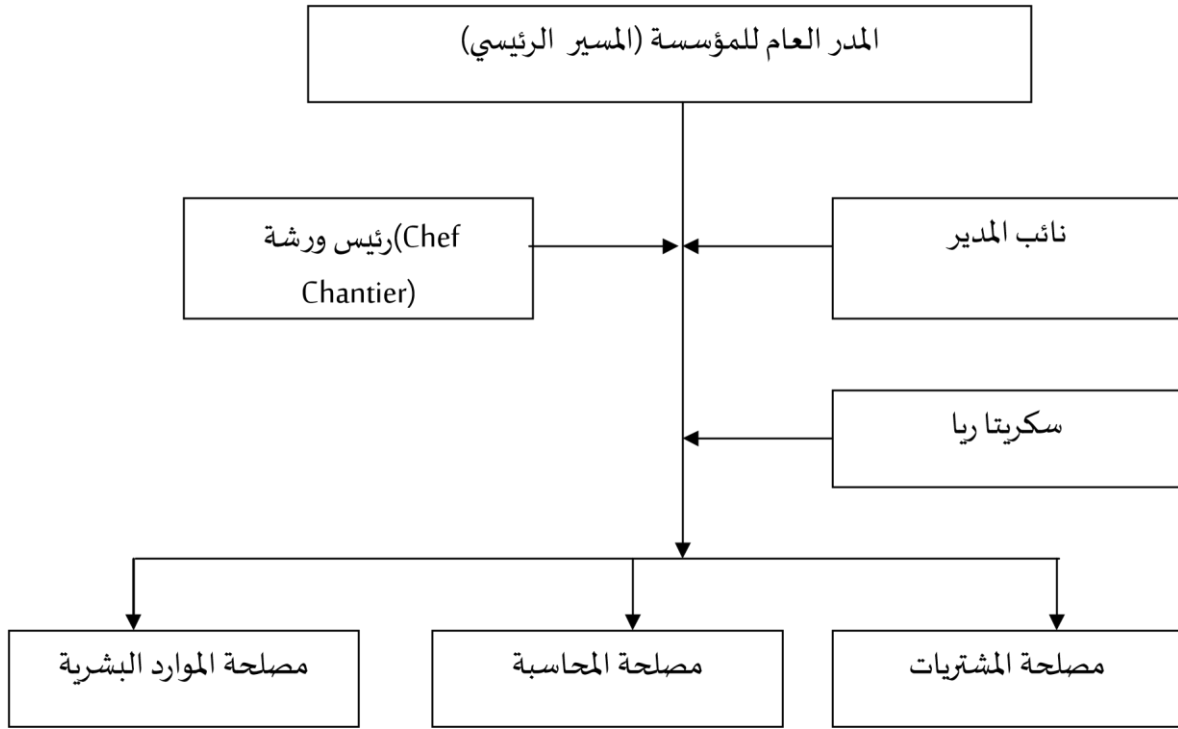 المدر العام للمؤسسة (المسير الرئيسي)
نائب المدير
رئيس ورشة(Chef
Chantier)
سكريتا ريا
مصلحة المشتريات
مصلحة المحاسبة
مصلحة الموارد البشرية